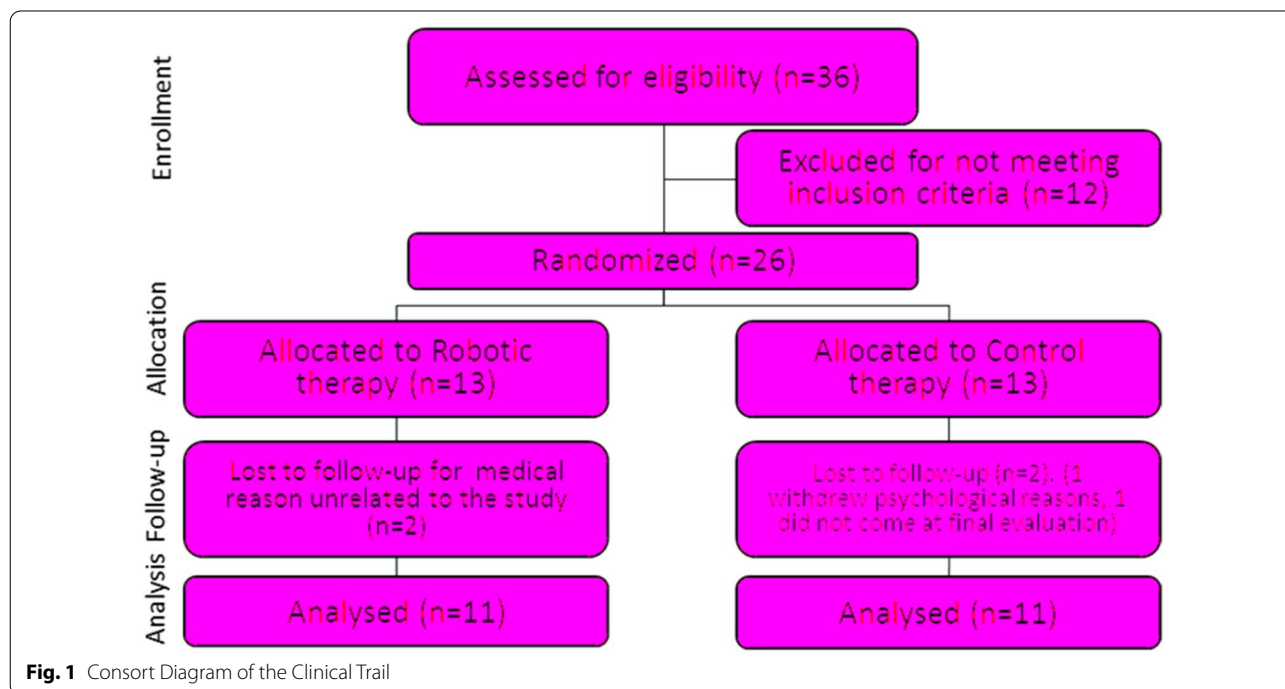 Enrollment
Assessed for eligibility (n=36)
Excluded for not meeting
inclusion criteria (n=12)
Randomized (n=26)
Allocation
Allocated to Robotic
therapy (n=13)
Allocated to Control
therapy (n=13)
Follow-up
Lost to follow-up for medical
reason unrelated to the study
(n=2)
Lost to follow-up (n=2). (1
withdrew psychological reasons, 1
did not come at final evaluation)
Analysis
Analysed (n=11)
Analysed (n=11)
Fig. 1 Consort Diagram of the Clinical Trail